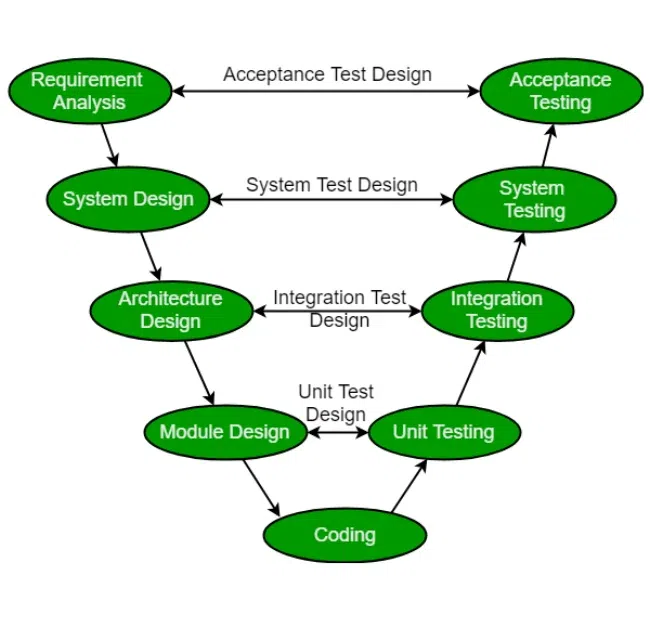 Requirement
Analysis
Acceptance Test Design
Acceptance
Testing
System Design
System Test Design
System
Testing
Architecture
Design
Integration Test
Design
Integration
Testing
Module Design
Unit Test
Design
Unit Testing
Coding